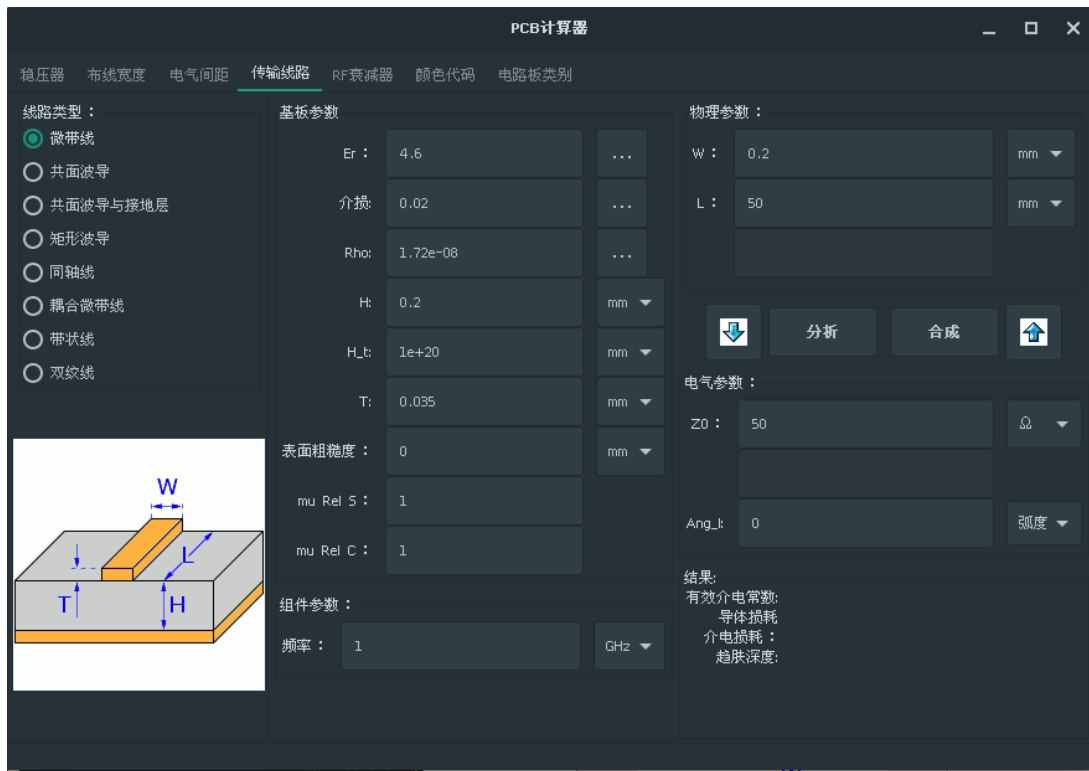 PCB计算器
稳压器 布线宽度 电气间距 传输线路 RF衰减器 颜色代码 电路板类别
线路类型：
微带线
共面波导
共面波导与接地层
矩形波导
同轴线
耦合微带线
带状线
双绞线
W
L
T
H
基板参数
Er： 4.6 ...
介损: 0.02 ...
Rho: 1.72e-08 ...
H: 0.2 mm
H_t: 1e+20 mm
T: 0.035 mm
表面粗糙度： 0 mm
mu Rel S： 1
mu Rel C： 1
组件参数：
频率： 1 GHz
物理参数：
W： 0.2 mm
L： 50 mm
分析 合成
电气参数：
Z0： 50 Ω
Ang_l: 0 弧度
结果:
有效介电常数:
导体损耗
介电损耗：
趋肤深度: